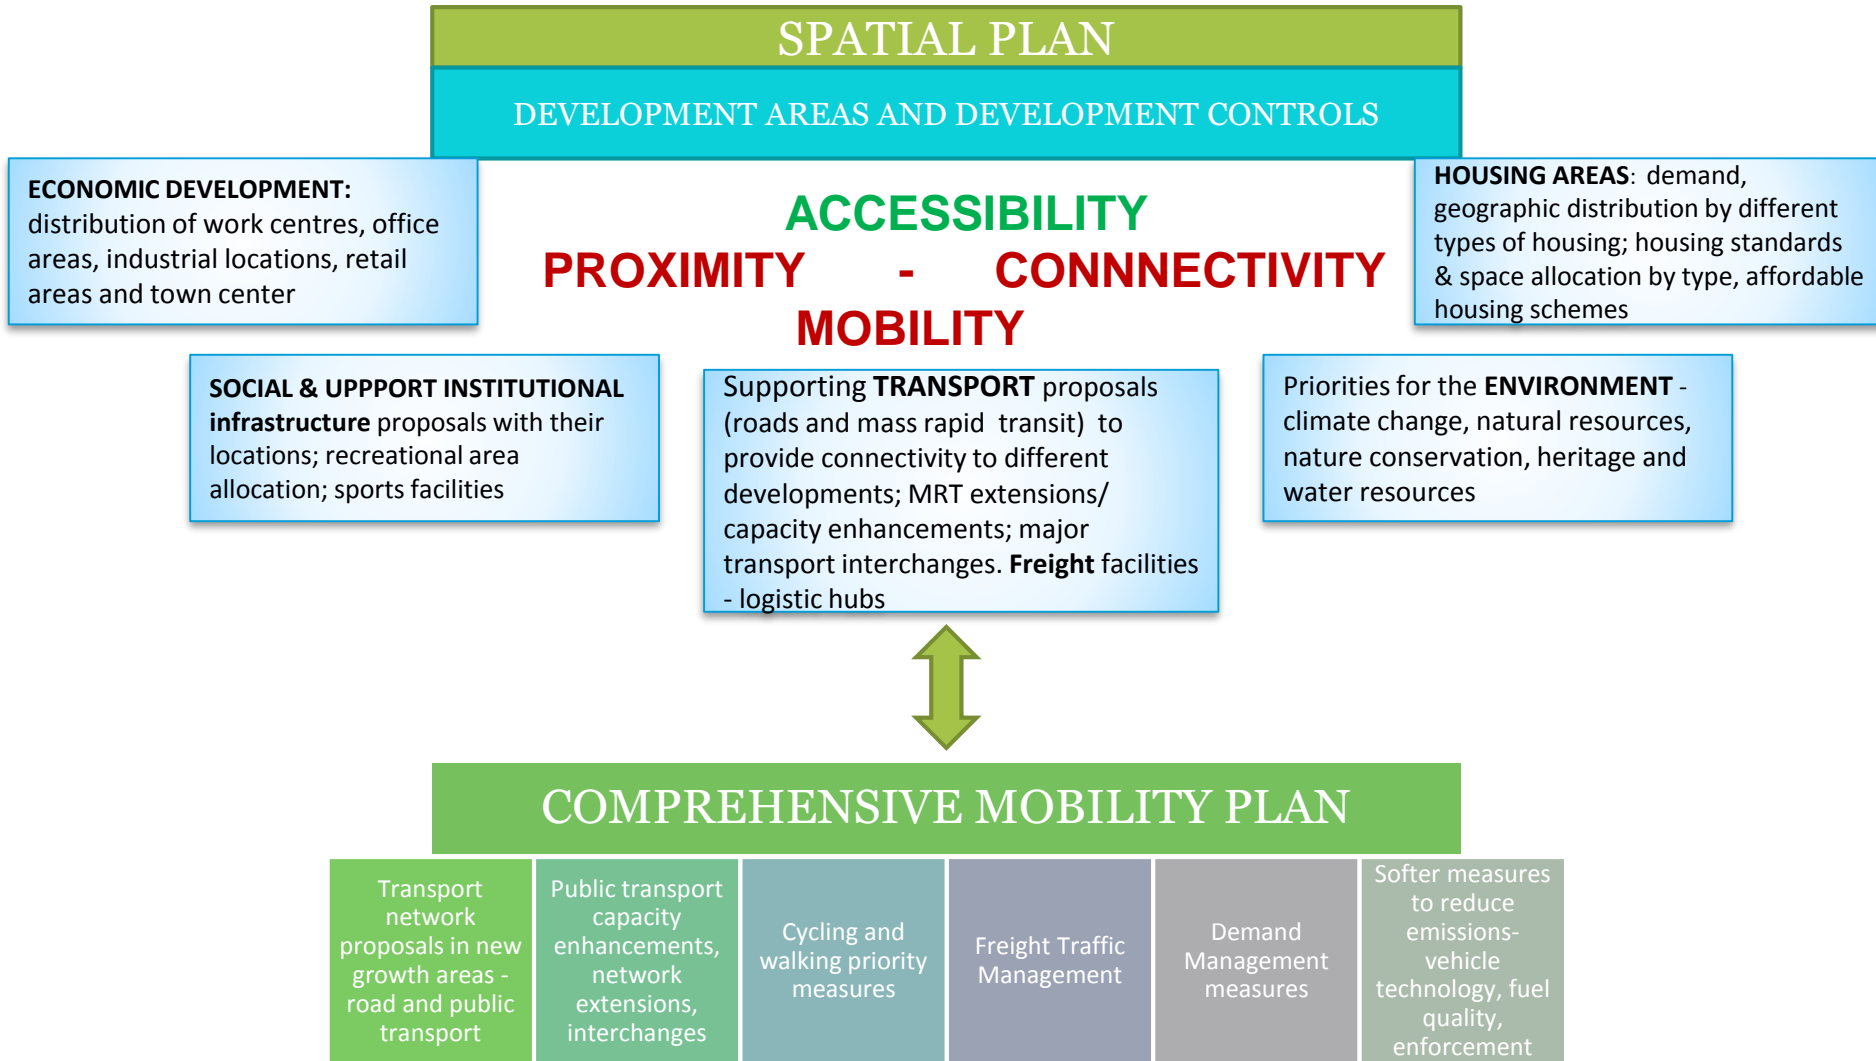 SPATIAL PLAN
DEVELOPMENT AREAS AND DEVELOPMENT CONTROLS
ECONOMIC DEVELOPMENT:
distribution of work centres, office
areas, industrial locations, retail
areas and town center
ACCESSIBILITY
PROXIMITY - CONNNECTIVITY
MOBILITY
HOUSING AREAS: demand,
geographic distribution by different
types of housing; housing standards
& space allocation by type, affordable
housing schemes
SOCIAL & UPPPORT INSTITUTIONAL
infrastructure proposals with their
locations; recreational area
allocation; sports facilities
Supporting TRANSPORT proposals
(roads and mass rapid transit) to
provide connectivity to different
developments; MRT extensions/
capacity enhancements; major
transport interchanges. Freight facilities
- logistic hubs
Priorities for the ENVIRONMENT -
climate change, natural resources,
nature conservation, heritage and
water resources
COMPREHENSIVE MOBILITY PLAN
Transport
network
proposals in new
growth areas -
road and public
transport
Public transport
capacity
enhancements,
network
extensions,
interchanges
Cycling and
walking priority
measures
Freight Traffic
Management
Demand
Management
measures
Softer measures
to reduce
emissions-
vehicle
technology, fuel
quality,
enforcement